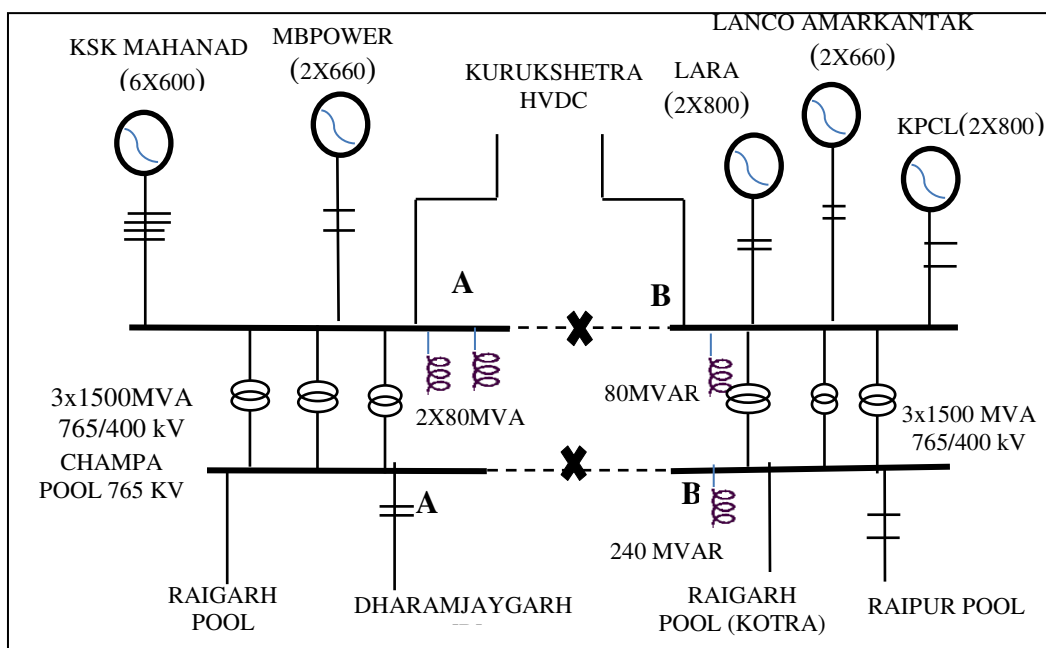 KSK MAHANAD
(6X600)
MBPOWER
(2X660)
KURUKSHETRA
HVDC
LARA
(2X800)
LANCO AMARKANTAK
(2X660)
KPCL(2X800)
A
B
3x1500MVA
765/400 kV
2X80MVA
80MVAR
3x1500 MVA
765/400 kV
CHAMPA
POOL 765 KV
A
B
240 MVAR
RAIGARH
POOL
DHARAMJAYGARH
RAIGARH
POOL (KOTRA)
RAIPUR POOL